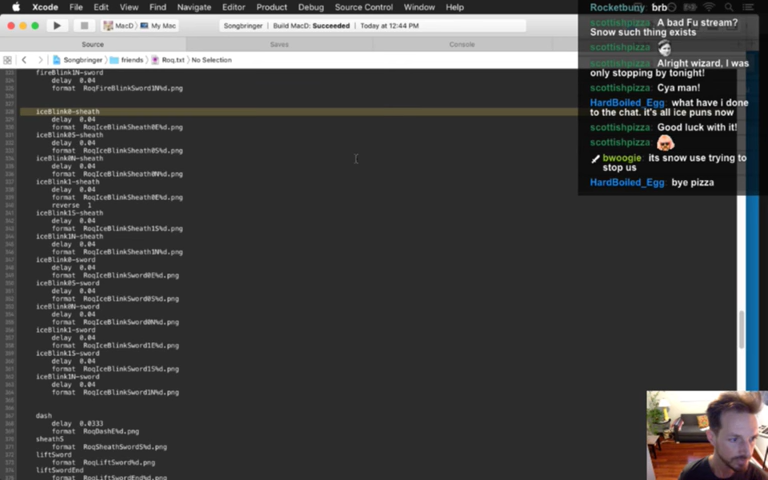 Xcode File Edit View Find Navigate Editor Product Debug Source Control Window Help
MacD My Mac
Songbringer Build MacD: Succeeded Today at 12:44 PM
Source Saves Console
Songbringer friends Roq.txt No Selection
fireBlink1N-sword
delay 0.04
format RoqFireBlinkSword1N%d.png
iceBlink0-sheath
delay 0.04
format RoqIceBlinkSheath0E%d.png
iceBlink0S-sheath
delay 0.04
format RoqIceBlinkSheath0S%d.png
iceBlink0N-sheath
delay 0.04
format RoqIceBlinkSheath0N%d.png
iceBlink1-sheath
delay 0.04
format RoqIceBlinkSheath0E%d.png
reverse 1
iceBlink1S-sheath
delay 0.04
format RoqIceBlinkSheath1S%d.png
iceBlink1N-sheath
delay 0.04
format RoqIceBlinkSheath1N%d.png
iceBlink0-sword
delay 0.04
format RoqIceBlinkSword0E%d.png
iceBlink0S-sword
delay 0.04
format RoqIceBlinkSword0S%d.png
iceBlink0N-sword
delay 0.04
format RoqIceBlinkSword0N%d.png
iceBlink1-sword
delay 0.04
format RoqIceBlinkSword1E%d.png
iceBlink1S-sword
delay 0.04
format RoqIceBlinkSword1S%d.png
iceBlink1N-sword
delay 0.04
format RoqIceBlinkSword1N%d.png
dash
delay 0.0333
format RoqDashE%d.png
sheathS
format RoqSheathSwordS%d.png
liftSword
format RoqLiftSword%d.png
liftSwordEnd
format RoqLiftSwordEnd%d.png
Rocketbuny: brb
scottishpizza: A bad Fu stream?
Snow such thing exists
scottishpizza:
scottishpizza: Alright wizard, I was
only stopping by tonight!
scottishpizza: Cya man!
HardBoiled_Egg: what have i done
to the chat. it's all ice puns now
scottishpizza: Good luck with it!
scottishpizza:
bwoogie its snow use trying to
stop us
HardBoiled_Egg: bye pizza